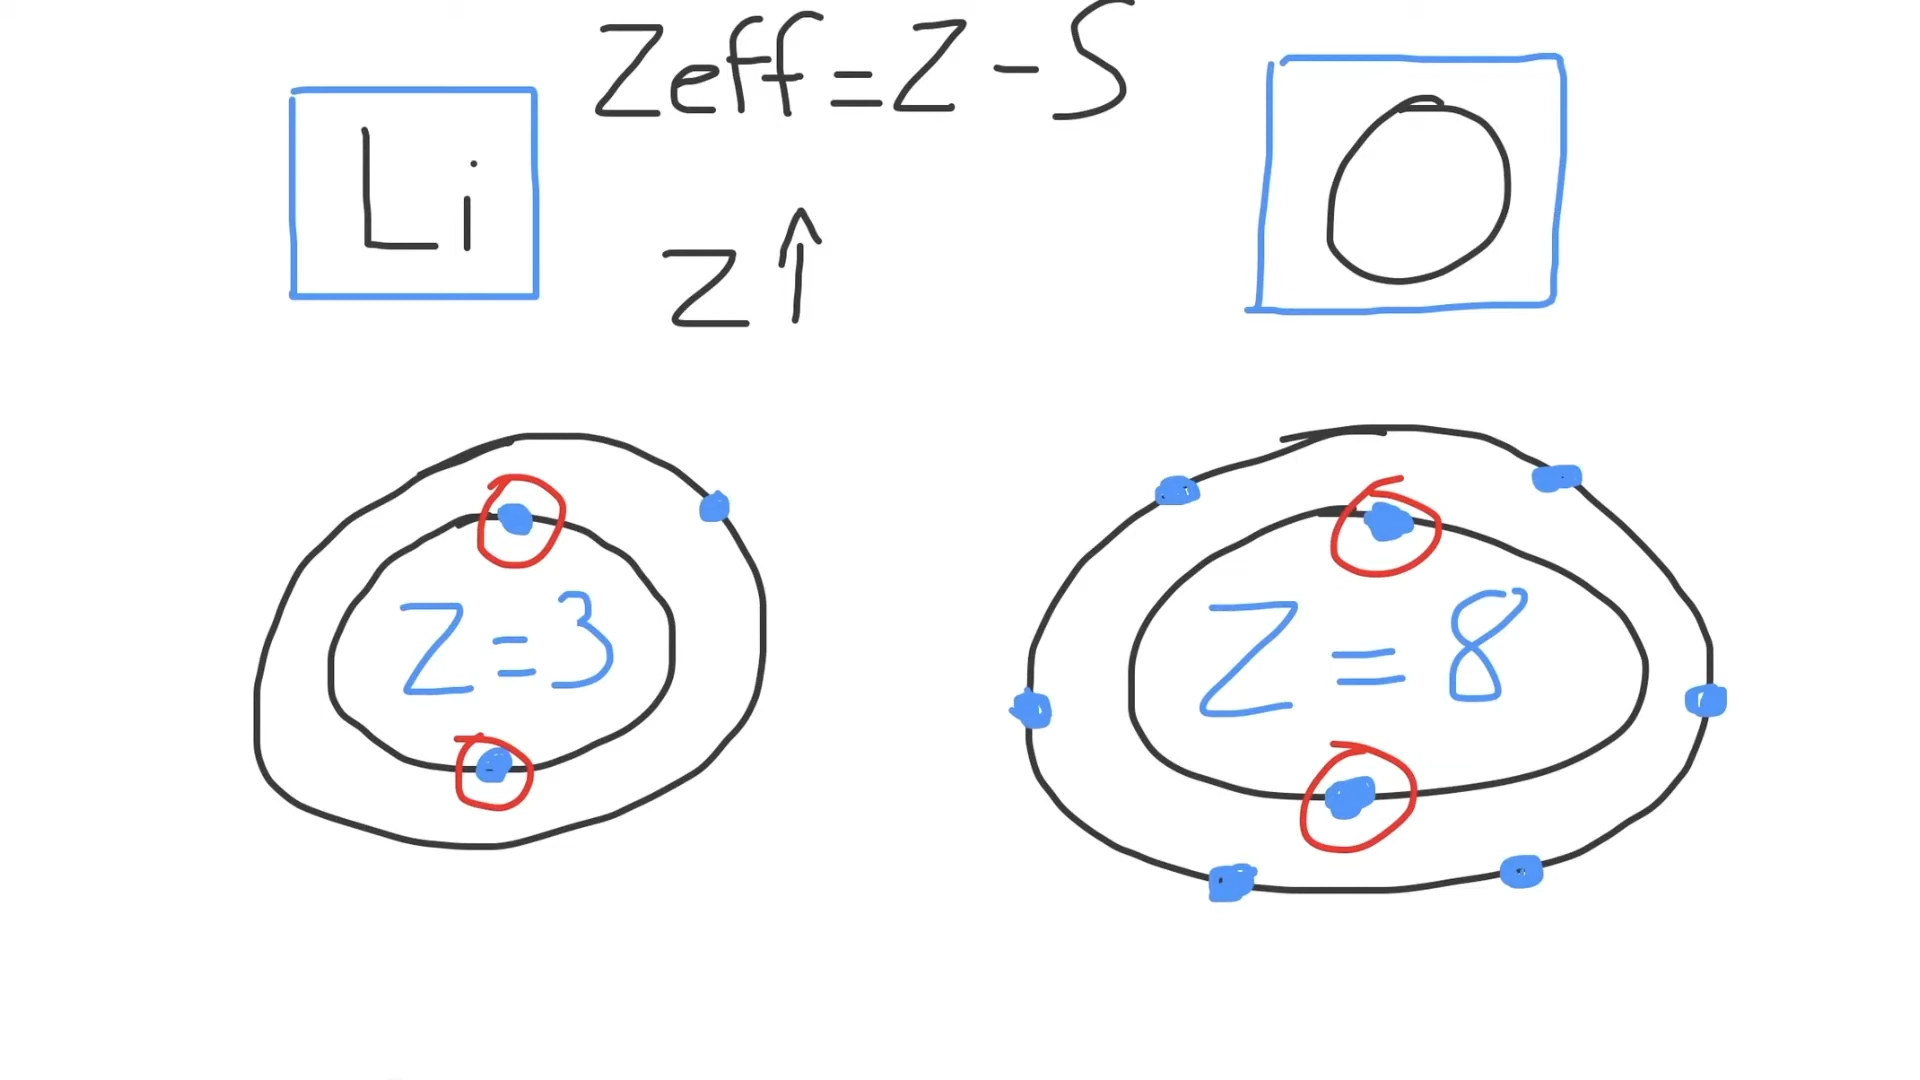 Zeff = Z - S
Li
O
Z ↑
Z = 3
Z = 8